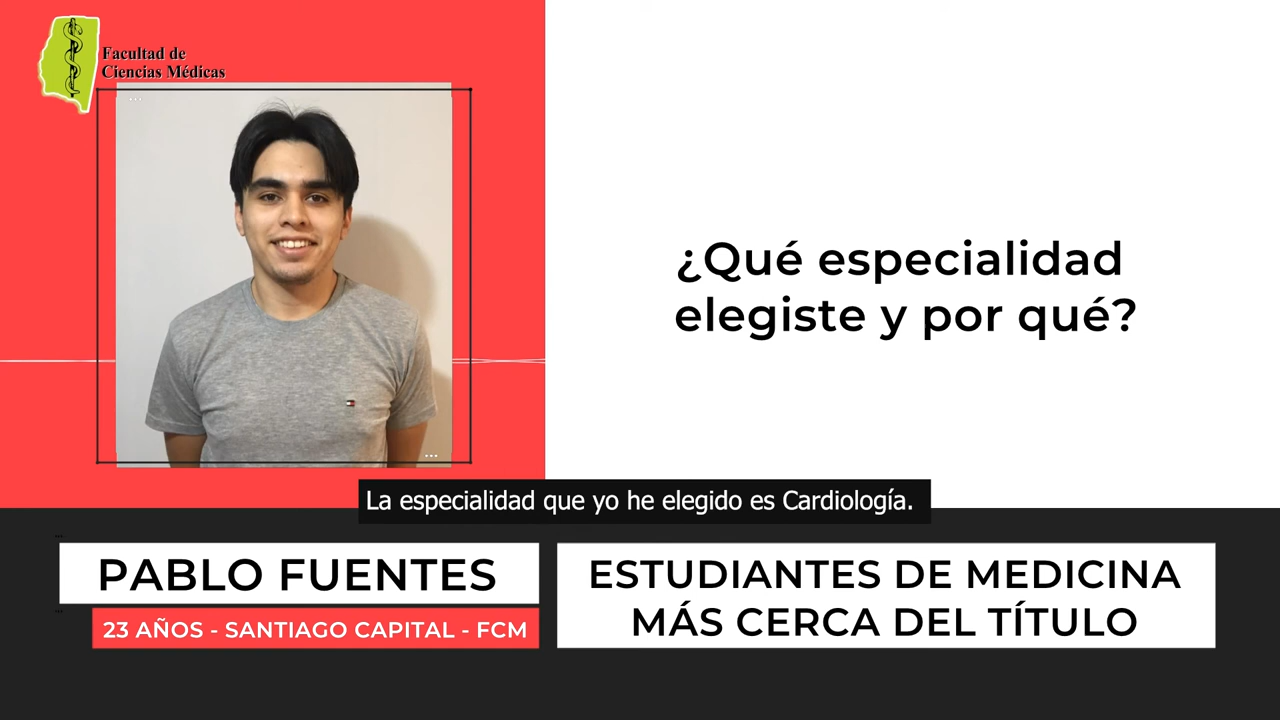 Facultad de
Ciencias Médicas
¿Qué especialidad
elegiste y por qué?
La especialidad que yo he elegido es Cardiología.
PABLO FUENTES
23 AÑOS - SANTIAGO CAPITAL - FCM
ESTUDIANTES DE MEDICINA
MÁS CERCA DEL TÍTULO